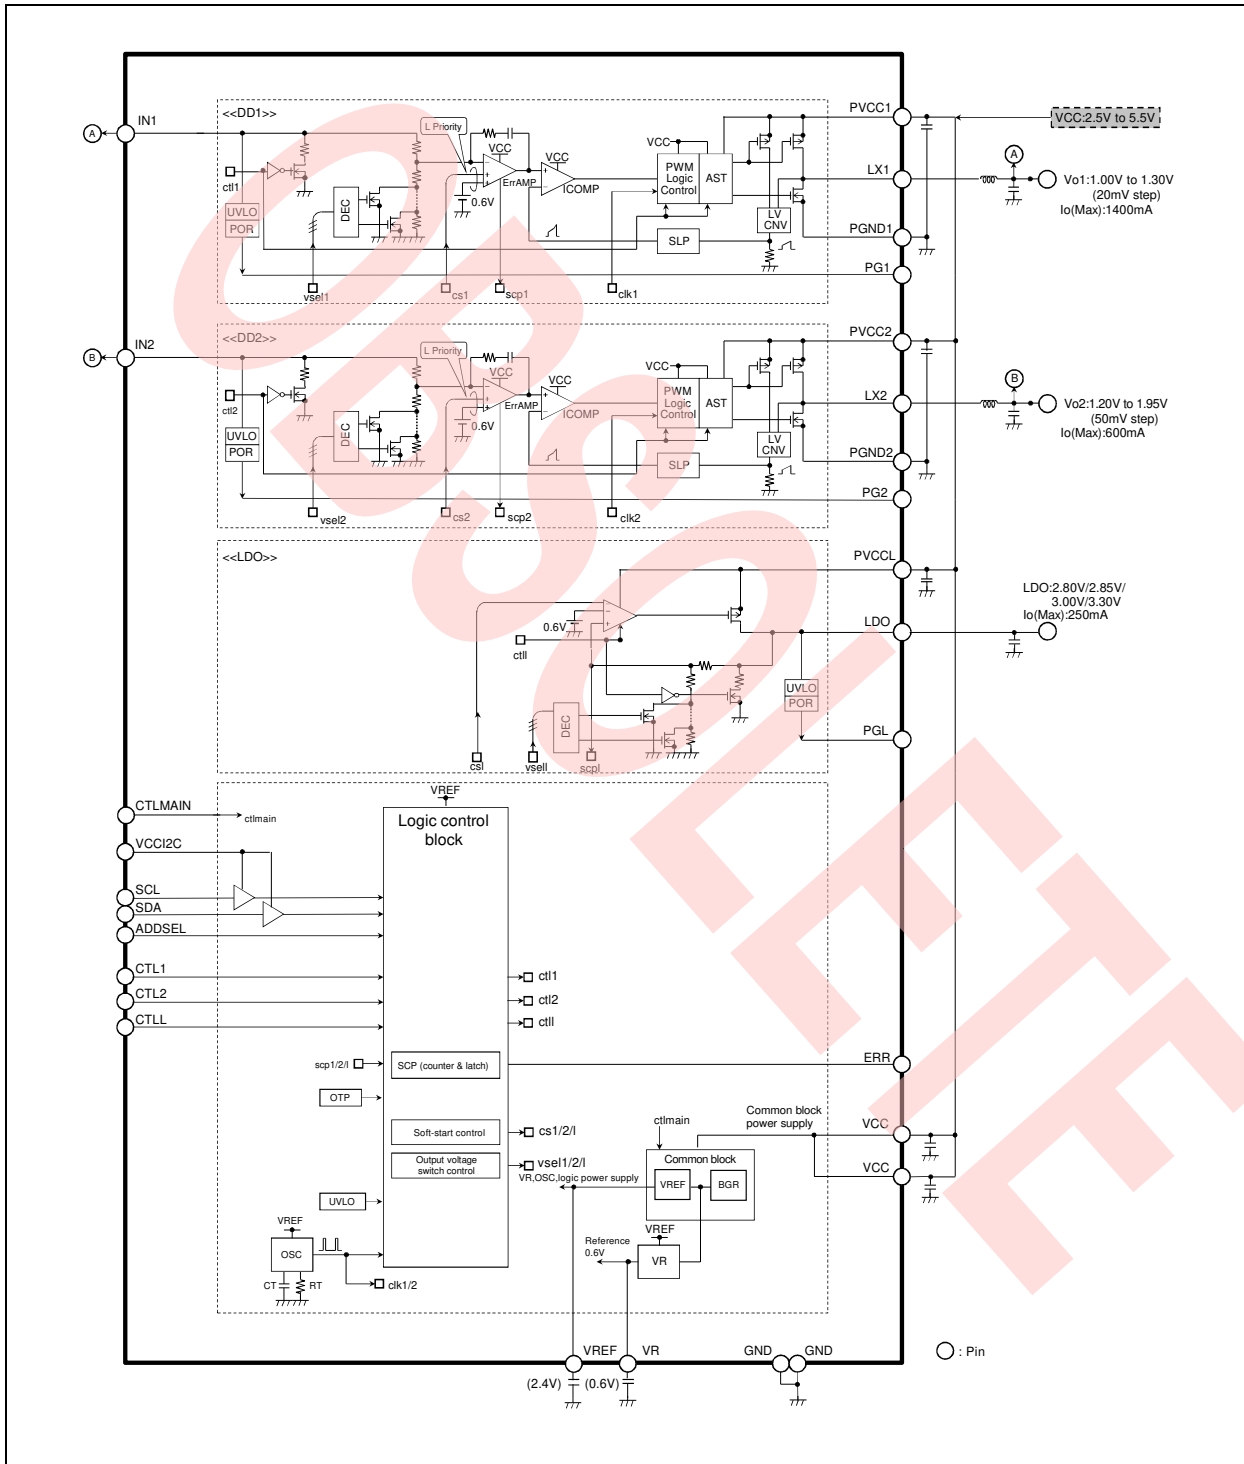 <<DD1>>
IN1
A
L Priority
VCC
VCC
VCC
ctl1
UVLO
POR
DEC
0.6V
ErrAMP
ICOMP
PWM
Logic
Control
AST
SLP
LV
CNV
vsel1
cs1
scp1
clk1
PVCC1
VCC:2.5V to 5.5V
A
LX1
Vo1:1.00V to 1.30V
(20mV step)
Io(Max):1400mA
PGND1
PG1
<<DD2>>
IN2
B
L Priority
VCC
VCC
VCC
ctl2
UVLO
POR
DEC
0.6V
ErrAMP
ICOMP
PWM
Logic
Control
AST
SLP
LV
CNV
vsel2
cs2
scp2
clk2
PVCC2
B
LX2
Vo2:1.20V to 1.95V
(50mV step)
Io(Max):600mA
PGND2
PG2
<<LDO>>
PVCCL
LDO:2.80V/2.85V/
3.00V/3.30V
Io(Max):250mA
LDO
0.6V
ctll
UVLO
POR
DEC
PGL
csl
vsell
scpl
CTLMAIN
ctlmain
VREF
Logic control
block
VCCI2C
SCL
SDA
ADDSEL
CTL1
CTL2
CTLL
ctl1
ctl2
ctll
scp1/2/l
SCP (counter & latch)
ERR
OTP
Soft-start control
cs1/2/l
Output voltage
switch control
vsel1/2/l
UVLO
VREF
OSC
CT
RT
clk1/2
ctlmain
Common block
power supply
VCC
VCC
Common block
VREF
BGR
VR,OSC,logic power supply
VREF
Reference
0.6V
VR
VREF
VR
GND
GND
(2.4V)
(0.6V)
: Pin
OBSOLETE